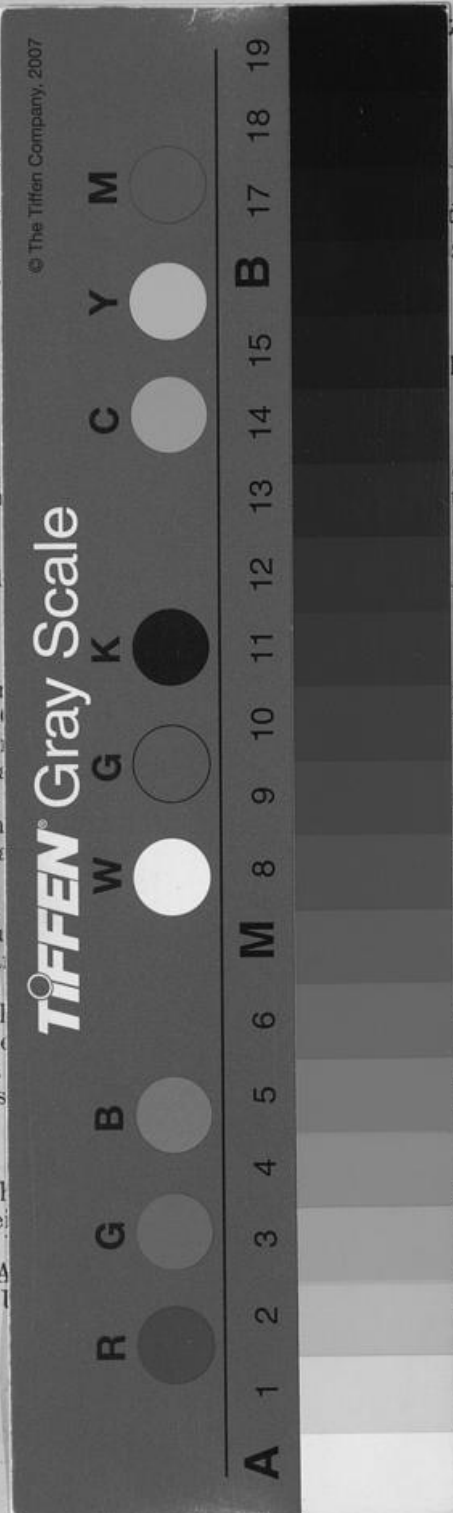 © The Tiffen Company, 2007
TIFFEN® Gray Scale
R G B W G K C Y M
A 1 2 3 4 5 6 M 8 9 10 11 12 13 14 15 B 17 18 19